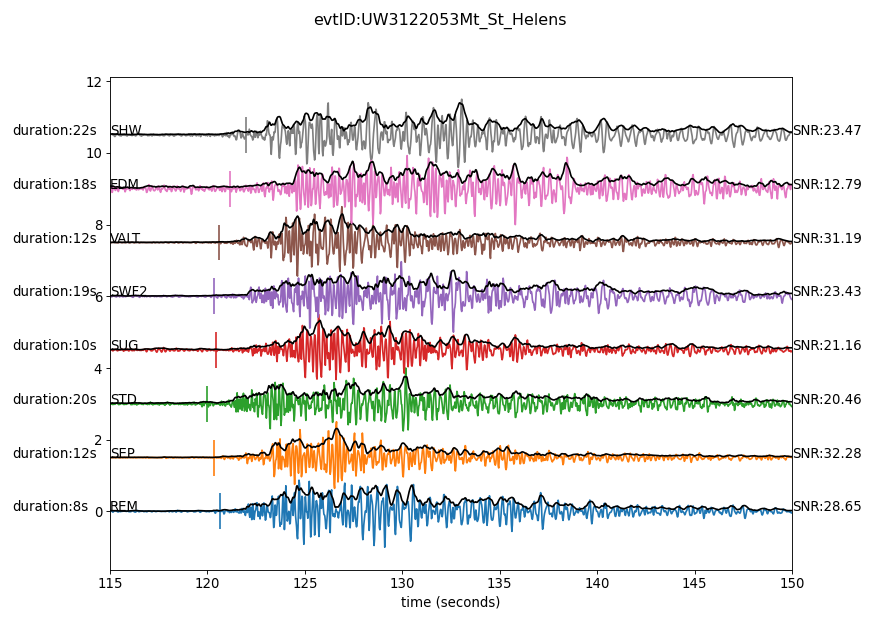 evtID:UW3122053Mt_St_Helens
12
duration:22s SHW SNR:23.47
10
duration:18s EDM SNR:12.79
8
duration:12s VALT SNR:31.19
duration:19s SWF2 SNR:23.43
6
duration:10s SUG SNR:21.16
4
duration:20s STD SNR:20.46
2
duration:12s SEP SNR:32.28
duration:8s REM SNR:28.65
0
115 120 125 130 135 140 145 150
time (seconds)